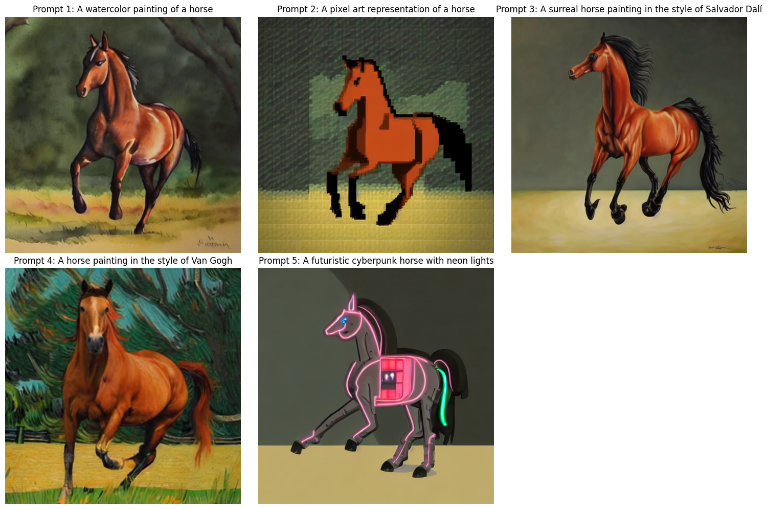 Prompt 1: A watercolor painting of a horse
Prompt 2: A pixel art representation of a horse
Prompt 3: A surreal horse painting in the style of Salvador Dalí
Prompt 4: A horse painting in the style of Van Gogh
Prompt 5: A futuristic cyberpunk horse with neon lights